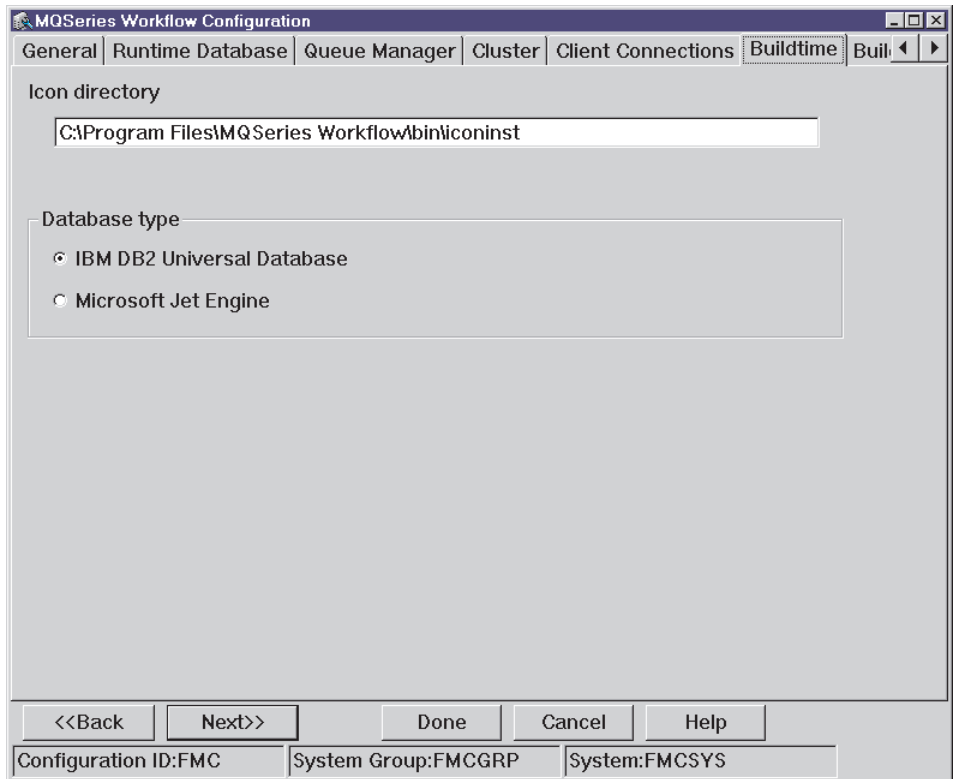 MQSeries Workflow Configuration
General Runtime Database Queue Manager Cluster Client Connections Buildtime Buil
Icon directory
C:\Program Files\MQSeries Workflow\bin\iconinst
Database type
IBM DB2 Universal Database
Microsoft Jet Engine
<<Back Next>> Done Cancel Help
Configuration ID:FMC System Group:FMCGRP System:FMCSYS